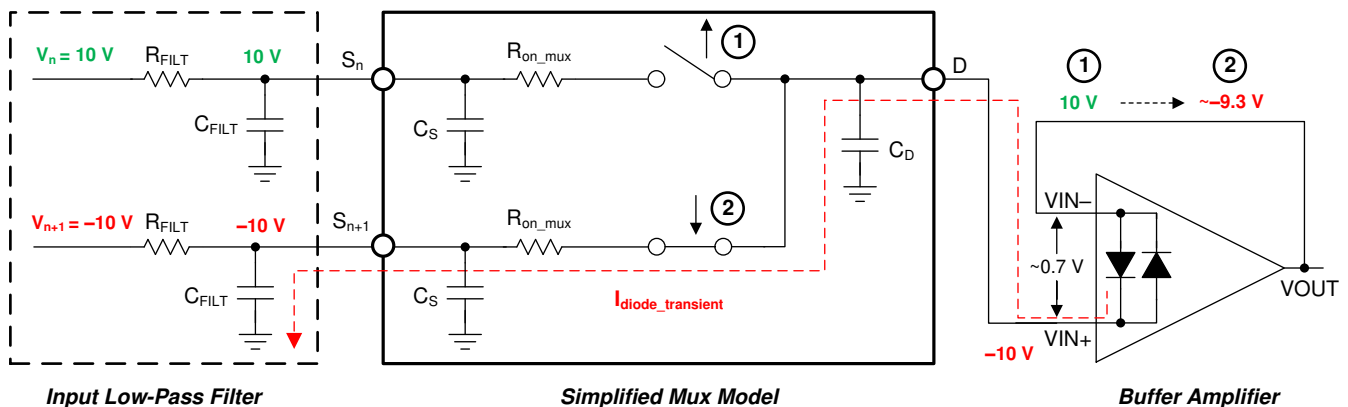 Vn = 10 V
RFILT
10 V
Sn
Ron_mux
1
D
1
2
10 V
~–9.3 V
CFILT
CS
CD
Vn+1 = –10 V
RFILT
–10 V
Sn+1
Ron_mux
2
VIN–
~0.7 V
CFILT
CS
Idiode_transient
VIN+
–10 V
VOUT
Input Low-Pass Filter
Simplified Mux Model
Buffer Amplifier